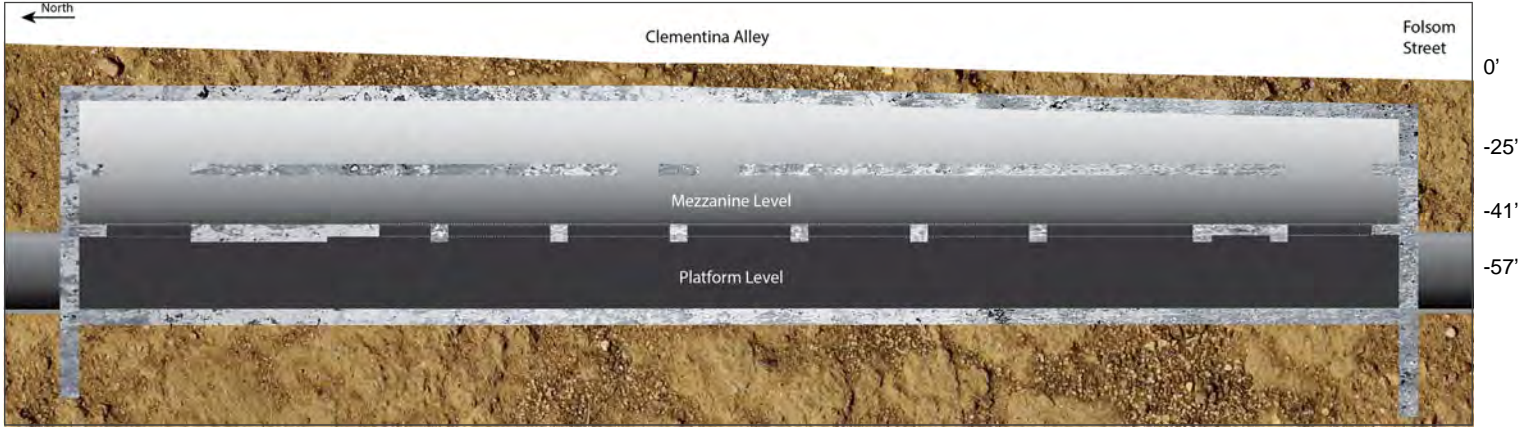 North
Clementina Alley
Folsom
Street
0’
-25’
Mezzanine Level
-41’
-57’
Platform Level